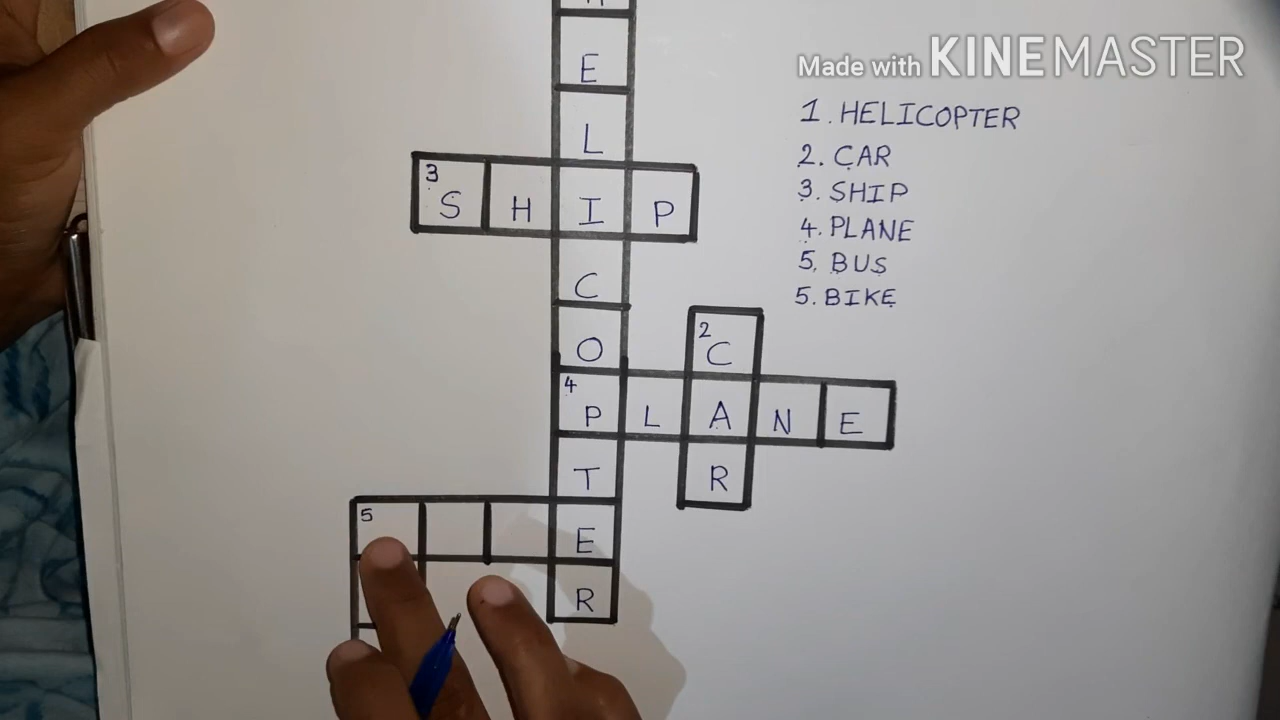 Made with KINEMASTER
H
E
L
3
S H I P
C
O
2
C
4
P L A N E
T R
5
E
R
1. HELICOPTER
2. CAR
3. SHIP
4. PLANE
5. BUS
5. BIKE